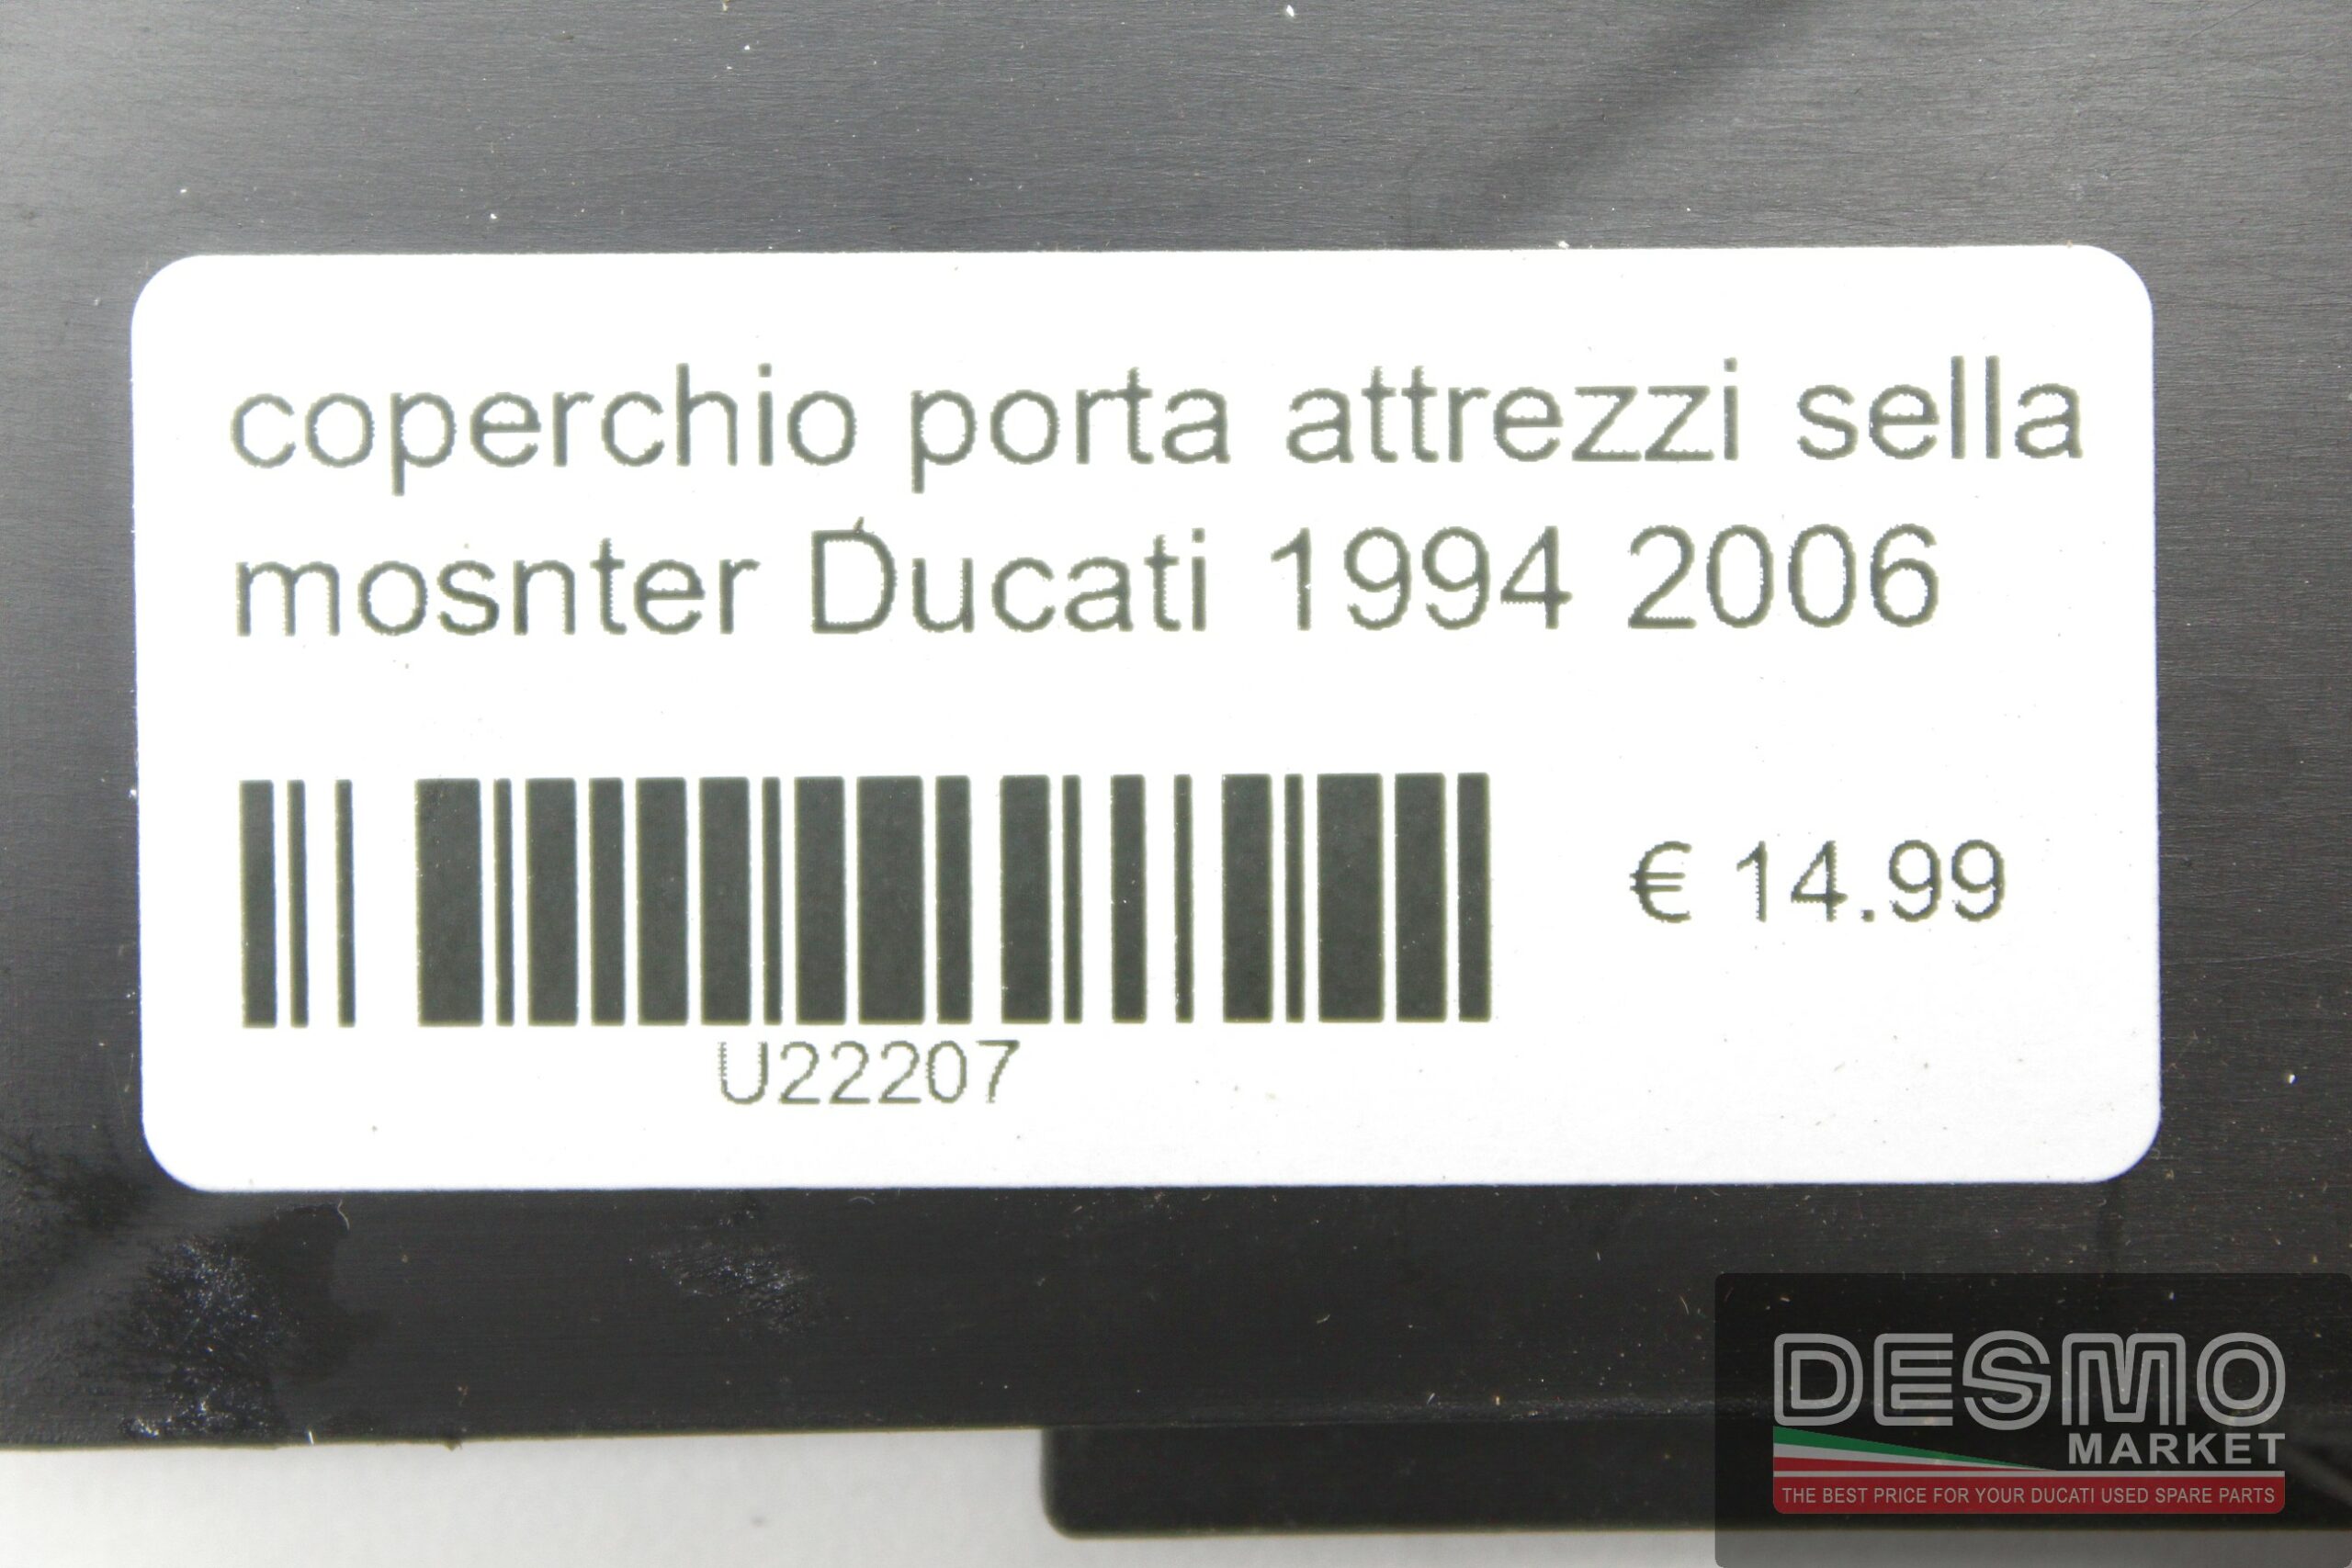 coperchio porta attrezzi sella
mosnter Ducati 1994 2006
€ 14.99
U22207
DESMO
MARKET
THE BEST PRICE FOR YOUR DUCATI USED SPARE PARTS